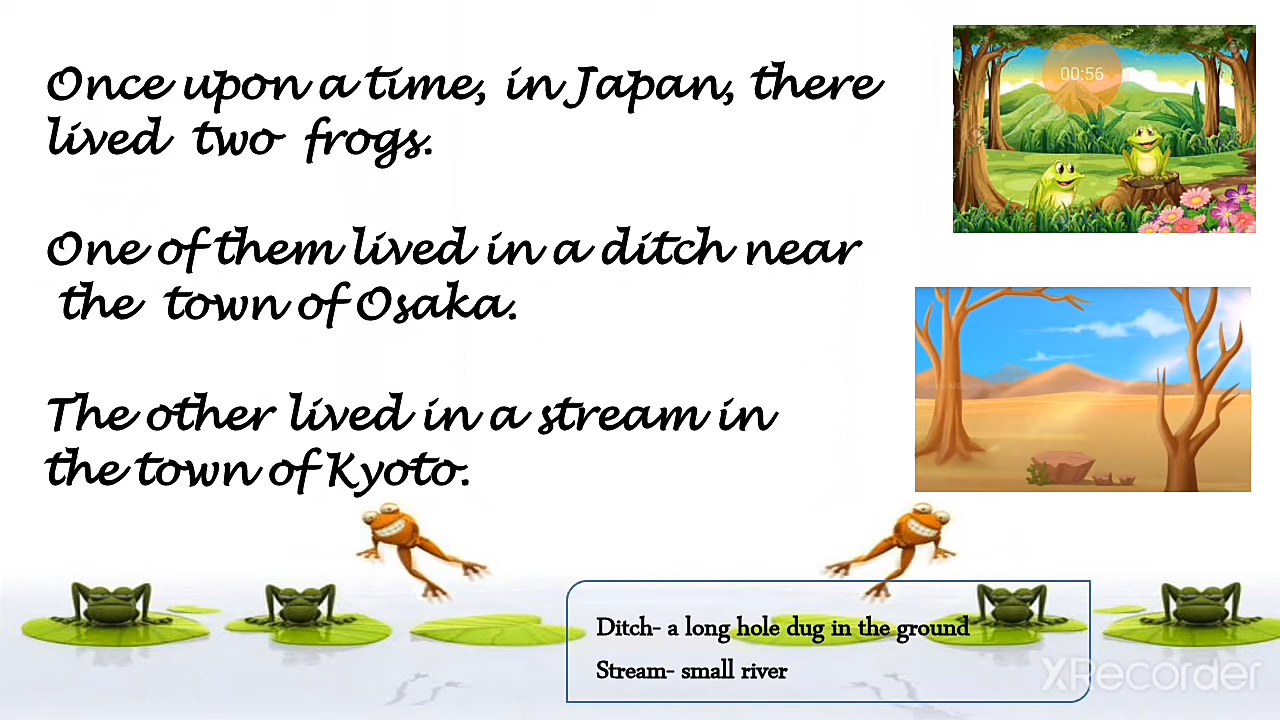 Once upon a time, in Japan, there
lived two frogs.
One of them lived in a ditch near
the town of Osaka.
The other lived in a stream in
the town of Kyoto.
00:56
Ditch- a long hole dug in the ground
Stream- small river
XRecorder